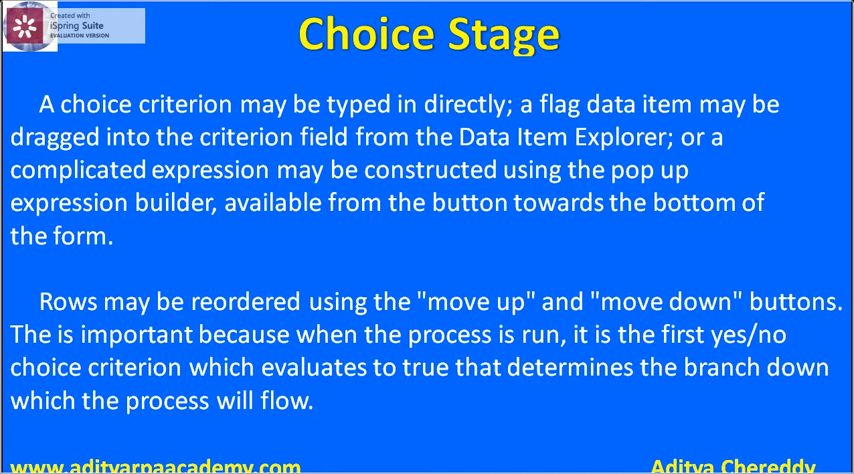 Created with
iSpring Suite
EVALUATION VERSION
Choice Stage
A choice criterion may be typed in directly; a flag data item may be
dragged into the criterion field from the Data Item Explorer; or a
complicated expression may be constructed using the pop up
expression builder, available from the button towards the bottom of
the form.
Rows may be reordered using the "move up" and "move down" buttons.
The is important because when the process is run, it is the first yes/no
choice criterion which evaluates to true that determines the branch down
which the process will flow.
www.adityarpaacademy.com
Aditya Chereddy